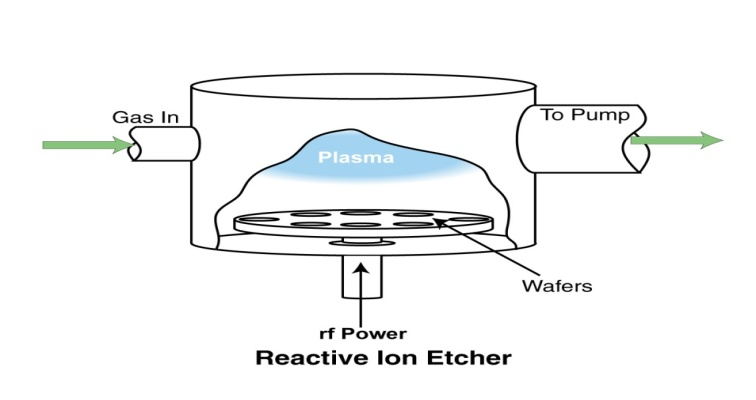 Gas In
To Pump
Plasma
Wafers
rf Power
Reactive Ion Etcher